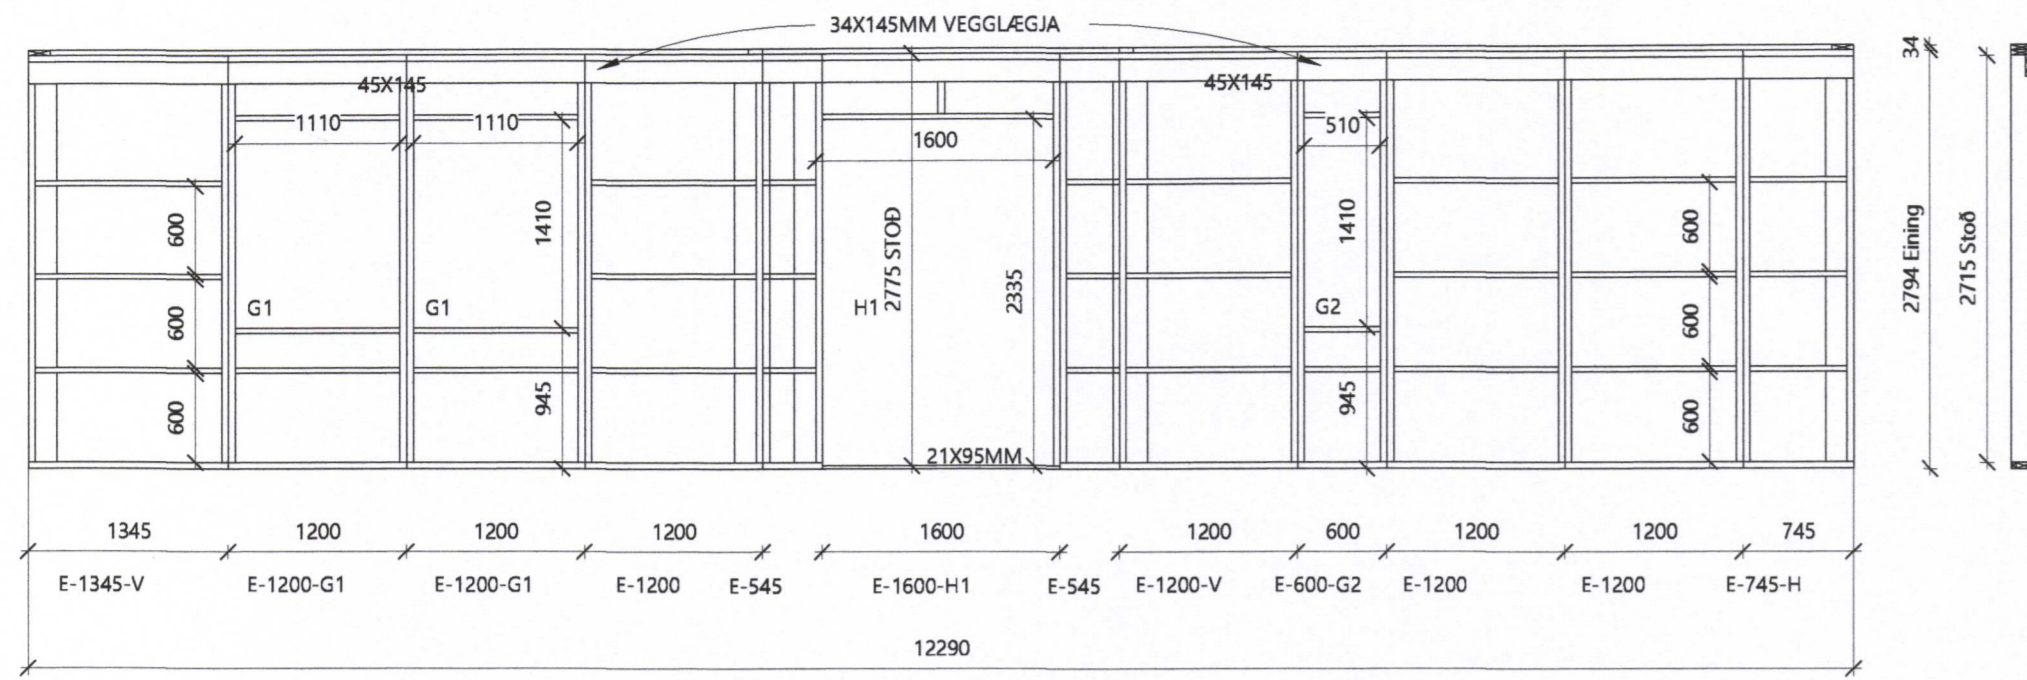 34X145MM VEGGLÆGJA
45X145
45X145
34
1110
1110
1600
510
600
1410
2775 STOÐ
2335
1410
600
2794 Eining
2715 Stoð
G1
G1
H1
G2
600
600
600
945
945
600
21X95MM
1345
1200
1200
1200
1600
1200
600
1200
1200
745
E-1345-V
E-1200-G1
E-1200-G1
E-1200
E-545
E-1600-H1
E-545
E-1200-V
E-600-G2
E-1200
E-1200
E-745-H
12290